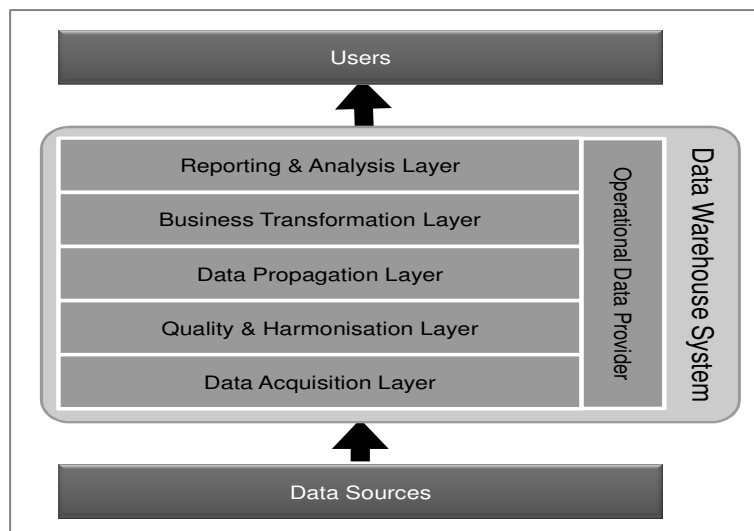 Users
Reporting & Analysis Layer
Business Transformation Layer
Data Propagation Layer
Quality & Harmonisation Layer
Data Acquisition Layer
Operational Data Provider
Data Warehouse System
Data Sources